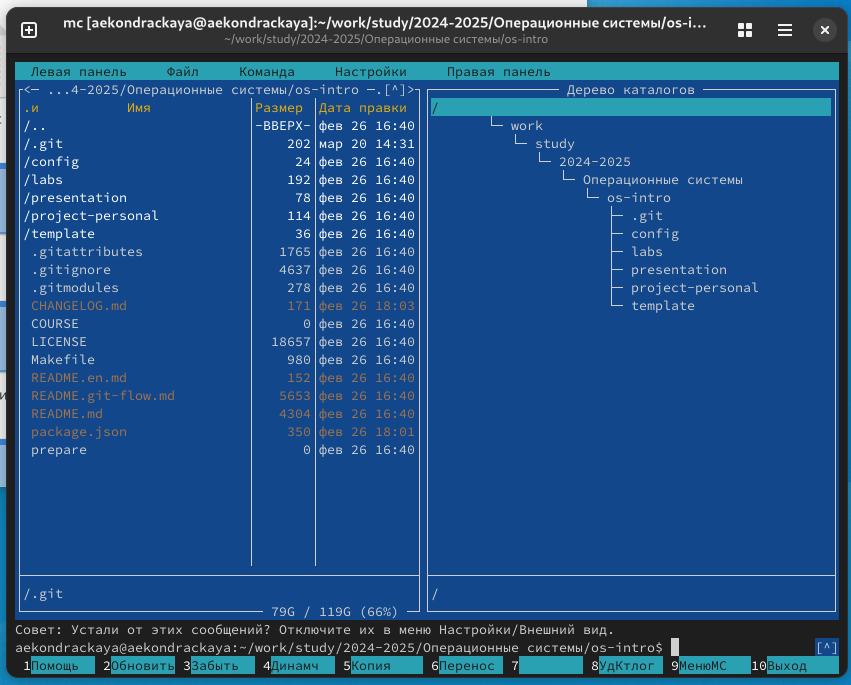 mc [aekondrackaya@aekondrackaya]:~/work/study/2024-2025/Операционные системы/os-i...
~/work/study/2024-2025/Операционные системы/os-intro
Левая панель Файл Команда Настройки Правая панель
<─ ...4-2025/Операционные системы/os-intro ─.[^]>
.и Имя Размер Дата правки
/.. -ВВЕРХ- фев 26 16:40
/.git 202 мар 20 14:31
/config 24 фев 26 16:40
/labs 192 фев 26 16:40
/presentation 78 фев 26 16:40
/project-personal 114 фев 26 16:40
/template 36 фев 26 16:40
.gitattributes 1765 фев 26 16:40
.gitignore 4637 фев 26 16:40
.gitmodules 278 фев 26 16:40
CHANGELOG.md 171 фев 26 18:03
COURSE 0 фев 26 16:40
LICENSE 18657 фев 26 16:40
Makefile 980 фев 26 16:40
README.en.md 152 фев 26 16:40
README.git-flow.md 5653 фев 26 16:40
README.md 4304 фев 26 16:40
package.json 350 фев 26 18:01
prepare 0 фев 26 16:40
/.git
79G / 119G (66%)
Дерево каталогов
/
work
study
2024-2025
Операционные системы
os-intro
.git
config
labs
presentation
project-personal
template
/
Совет: Устали от этих сообщений? Отключите их в меню Настройки/Внешний вид.
aekondrackaya@aekondrackaya:~/work/study/2024-2025/Операционные системы/os-intro$ [^]
1Помощь 2Обновить 3Забыть 4Динамч 5Копия 6Перенос 7 8УдКтлог 9МенюMC 10Выход